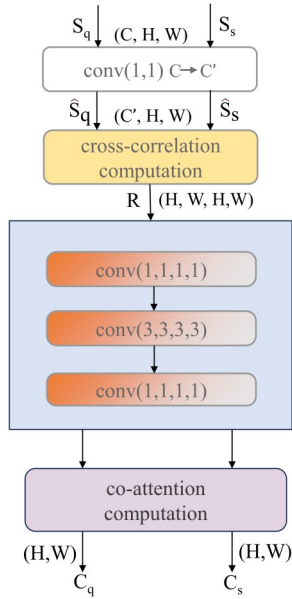 S_q (C, H, W) S_s
conv(1,1) C→C'
Ŝ_q (C', H, W) Ŝ_s
cross-correlation
computation
R (H, W, H,W)
conv(1,1,1,1)
conv(3,3,3,3)
conv(1,1,1,1)
co-attention
computation
(H,W) (H,W)
C_q C_s